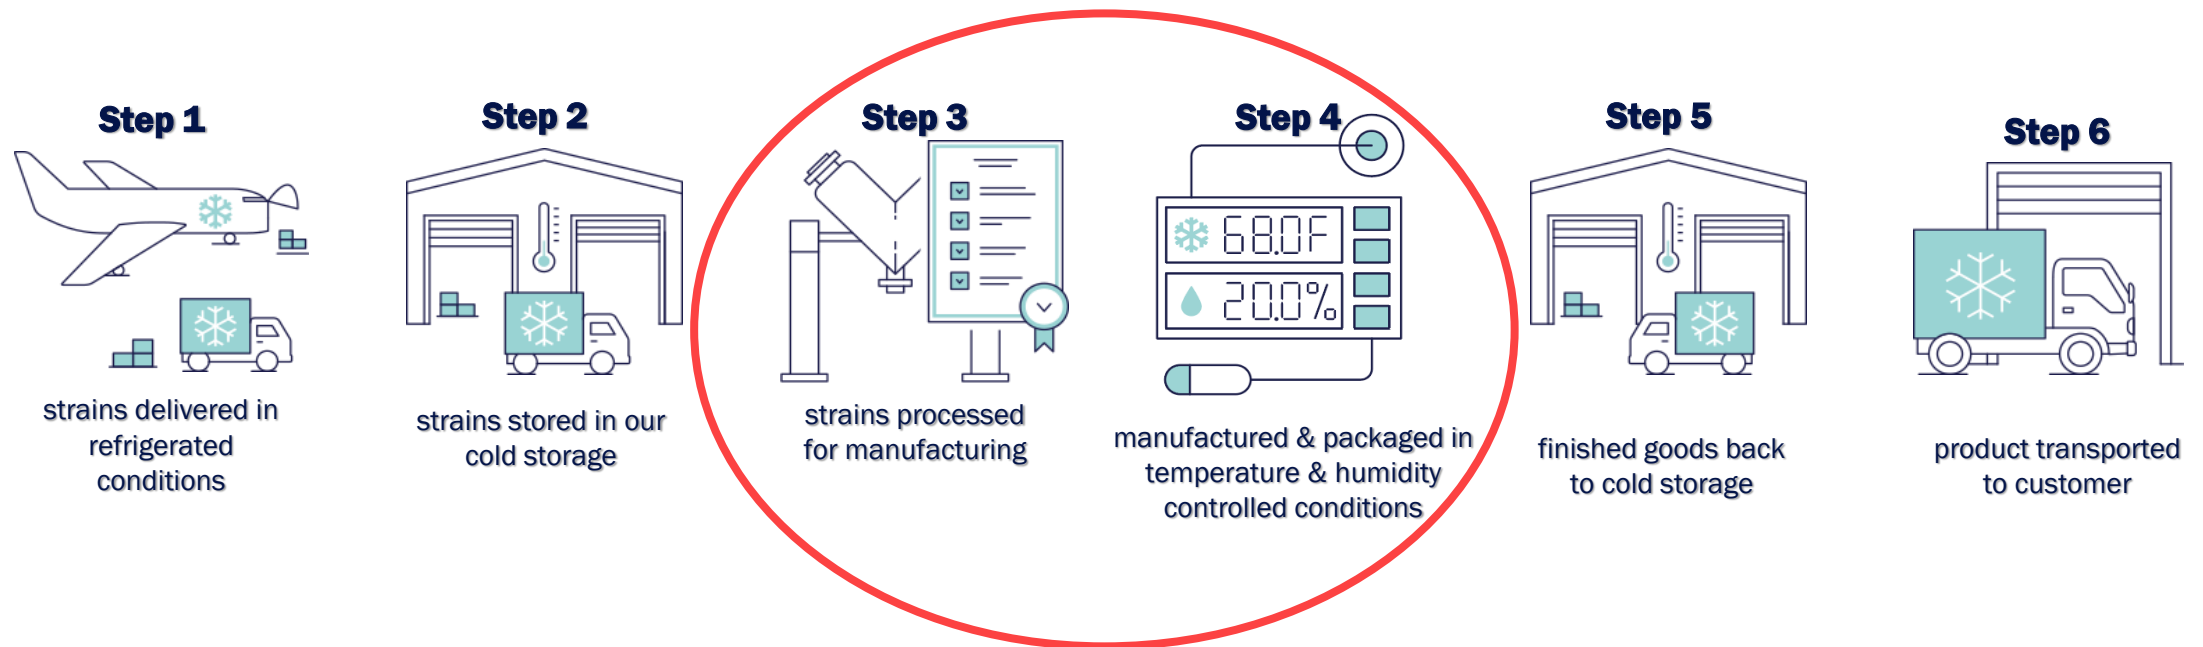 Step 1
strains delivered in
refrigerated
conditions
Step 2
strains stored in our
cold storage
Step 3
strains processed
for manufacturing
Step 4
68.0F
20.0%
manufactured & packaged in
temperature & humidity
controlled conditions
Step 5
finished goods back
to cold storage
Step 6
product transported
to customer